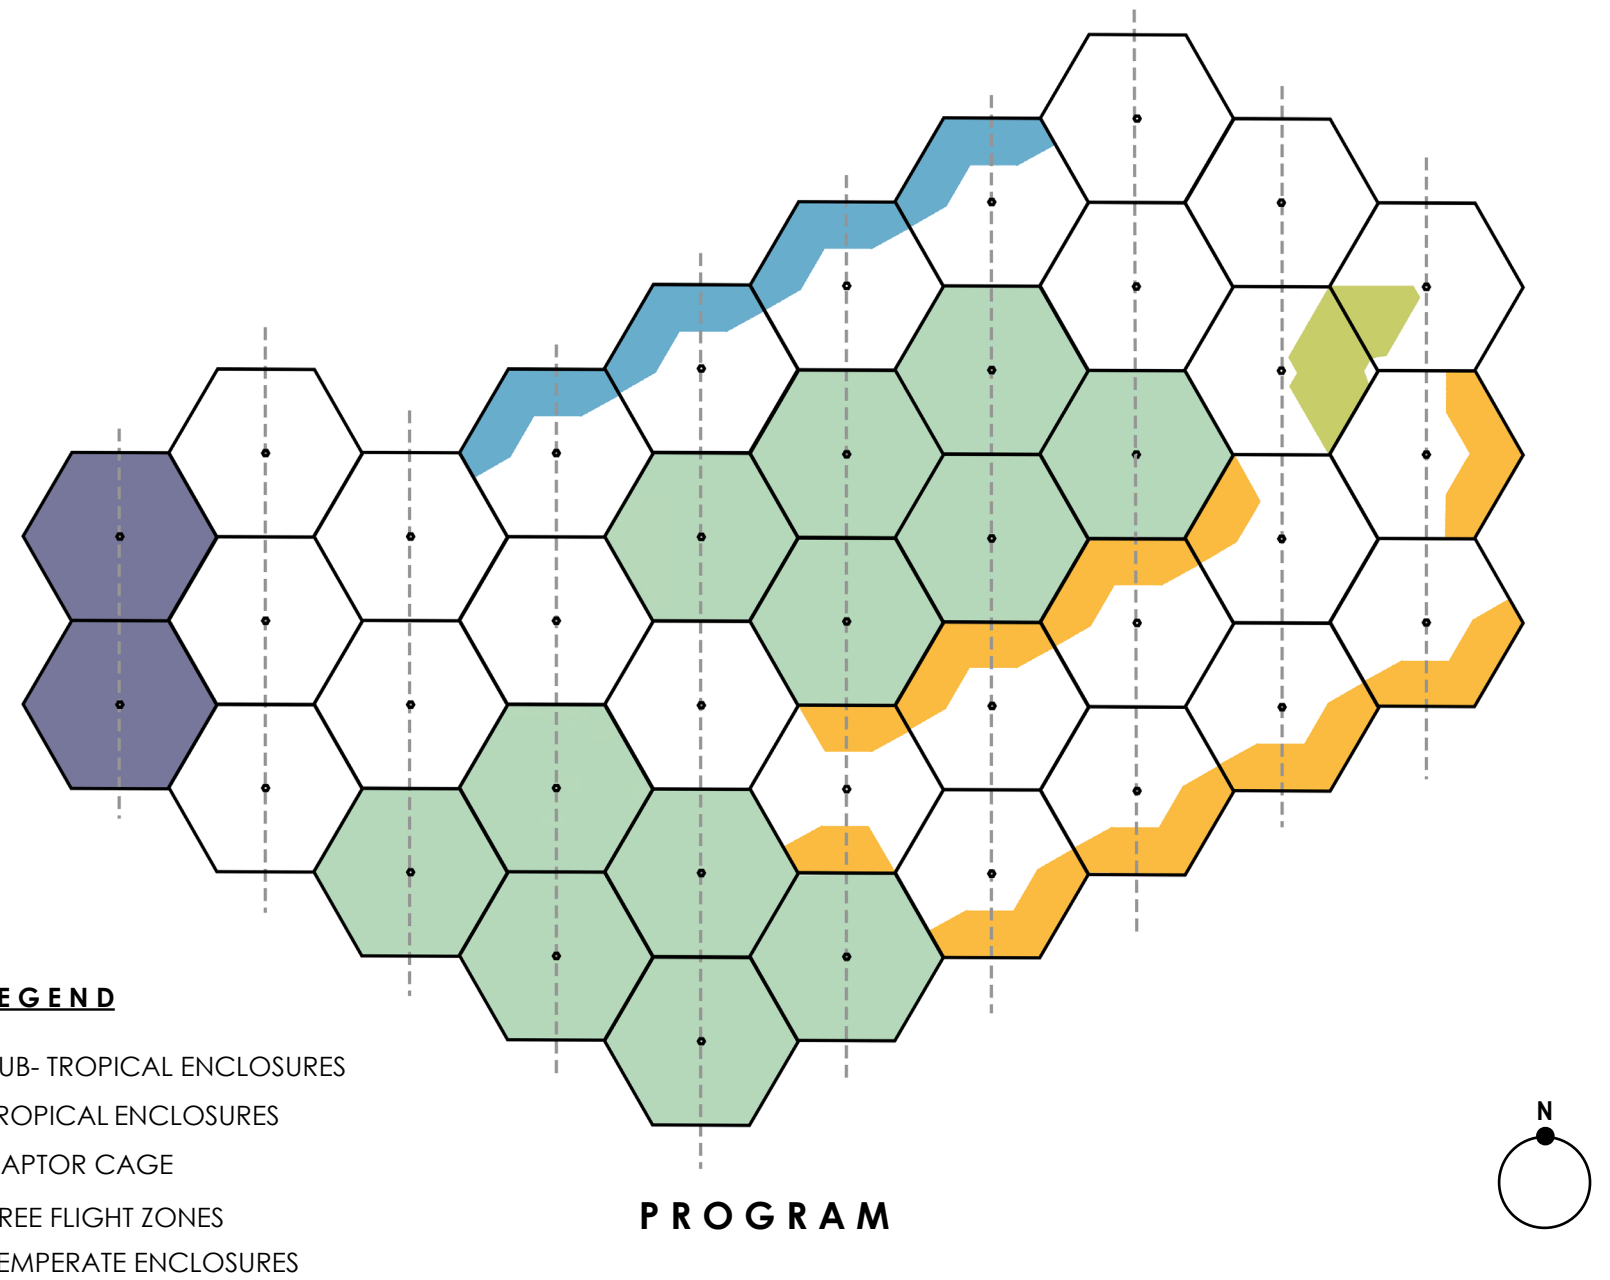 EGEND
UB- TROPICAL ENCLOSURES
ROPICAL ENCLOSURES
APTOR CAGE
REE FLIGHT ZONES
EMPERATE ENCLOSURES
PROGRAM
N